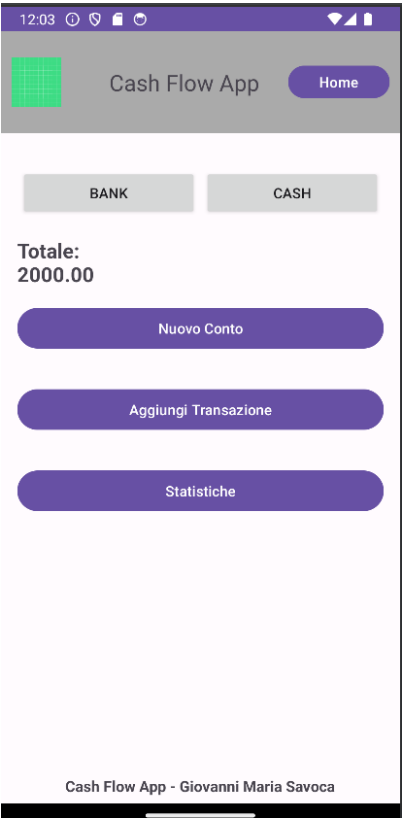 12:03
Cash Flow App
Home
BANK
CASH
Totale:
2000.00
Nuovo Conto
Aggiungi Transazione
Statistiche
Cash Flow App - Giovanni Maria Savoca